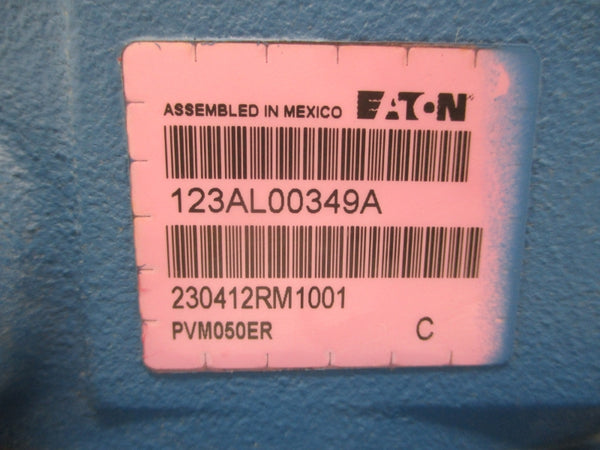 ASSEMBLED IN MEXICO EATON
123AL00349A
230412RM1001
PVM050ER C